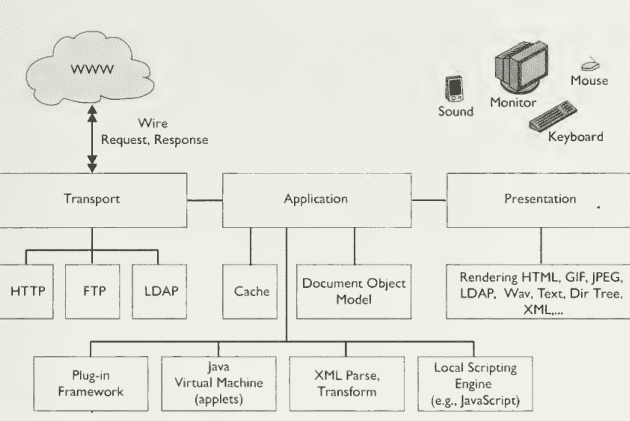 WWW
Wire
Request, Response
Sound
Monitor
Mouse
Keyboard
Transport
Application
Presentation
HTTP
FTP
LDAP
Cache
Document Object
Model
Rendering HTML, GIF, JPEG,
LDAP, Wav, Text, Dir Tree,
XML,...
Plug-in
Framework
Java
Virtual Machine
(applets)
XML Parse,
Transform
Local Scripting
Engine
(e.g., JavaScript)